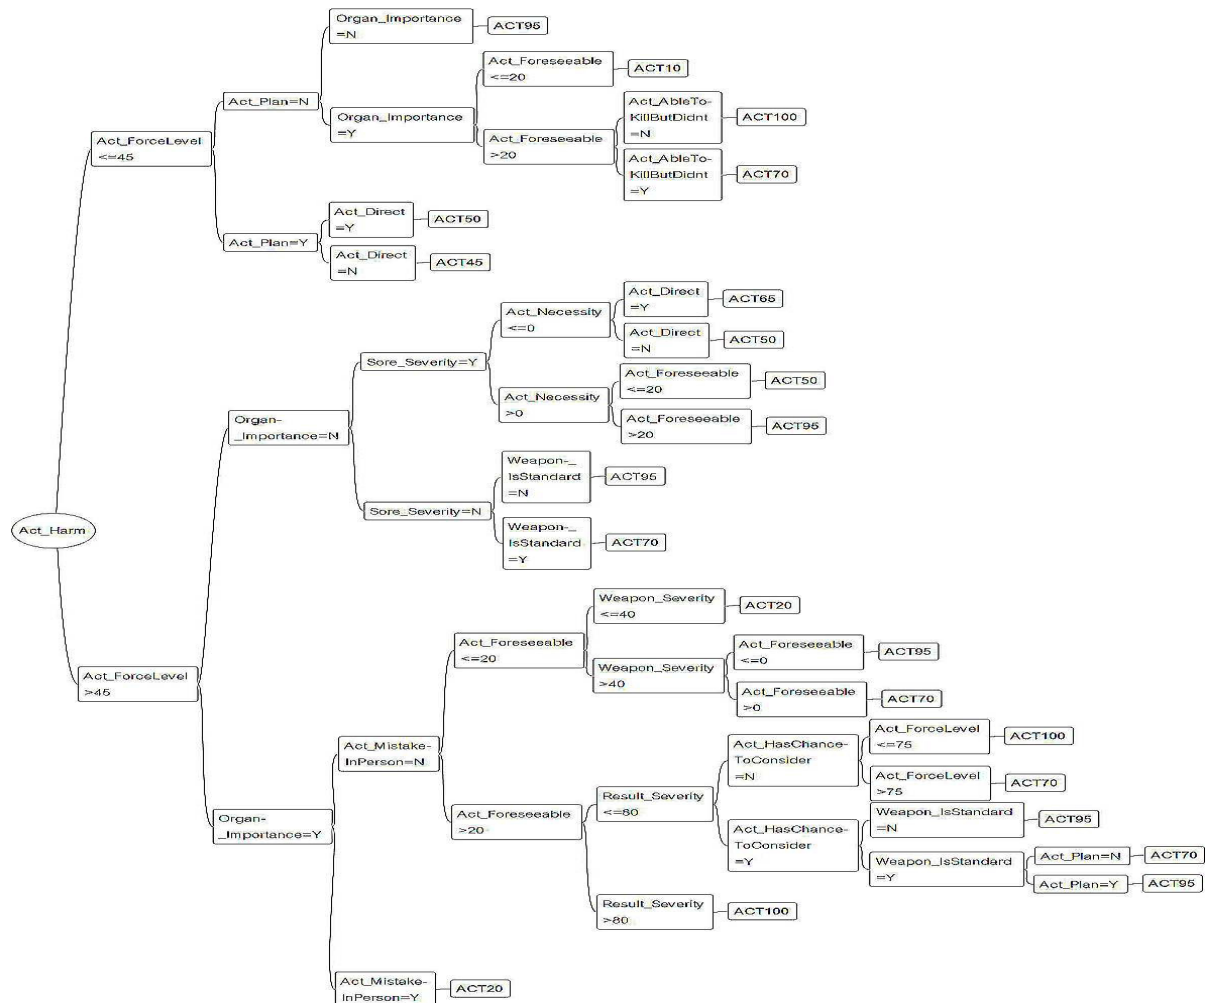 Organ_Importance
=N
ACT95
Act_Foreseeable
<=20
ACT10
Act_Plan=N
Organ_Importance
=Y
Act_AbleTo-
KillButDidnt
=N
ACT100
Act_ForceLevel
<=45
Act_Foreseeable
>20
Act_AbleTo-
KillButDidnt
=Y
ACT70
Act_Direct
=Y
ACT50
Act_Plan=Y
Act_Direct
=N
ACT45
Act_Direct
=Y
ACT65
Act_Necessity
<=0
Act_Direct
=N
ACT50
Sore_Severity=Y
Act_Foreseeable
<=20
ACT50
Act_Necessity
>0
Act_Foreseeable
>20
ACT95
Organ-
_Importance=N
Weapon-_
IsStandard
=N
ACT95
Sore_Severity=N
Weapon-_
IsStandard
=Y
ACT70
Act_Harm
Weapon_Severity
<=40
ACT20
Act_Foreseeable
<=20
Act_Foreseeable
<=0
ACT95
Weapon_Severity
>40
Act_Foreseeable
>0
ACT70
Act_ForceLevel
>45
Act_Mistake-
InPerson=N
Act_HasChance-
ToConsider
=N
Act_ForceLevel
<=75
ACT100
Act_ForceLevel
>75
ACT70
Result_Severity
<=80
Act_Foreseeable
>20
Organ-
_Importance=Y
Act_HasChance-
ToConsider
=Y
Weapon_IsStandard
=N
ACT95
Weapon_IsStandard
=Y
Act_Plan=N
ACT70
Act_Plan=Y
ACT95
Result_Severity
>80
ACT100
Act_Mistake-
InPerson=Y
ACT20